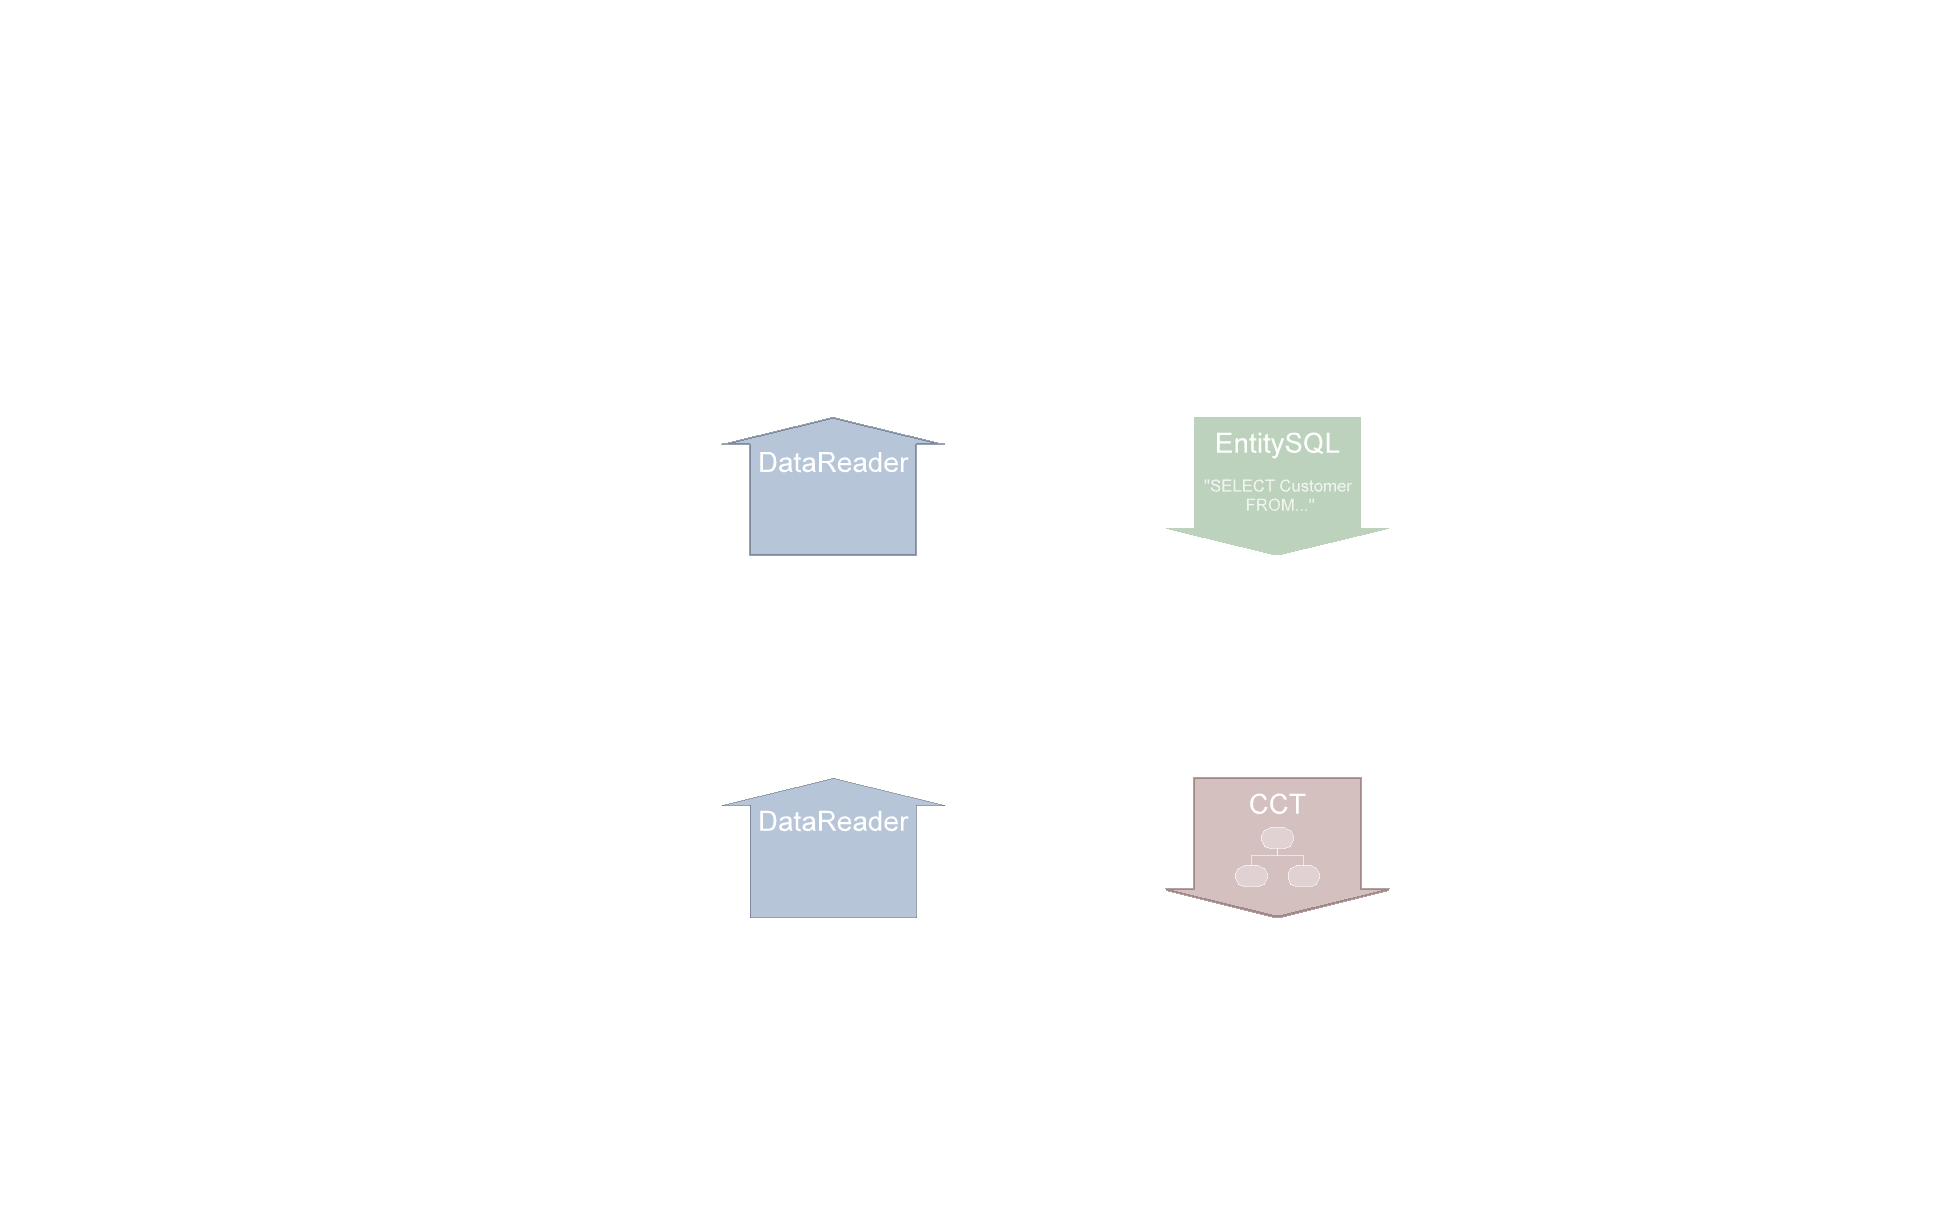 DataReader
EntitySQL
"SELECT Customer
FROM..."
DataReader
CCT